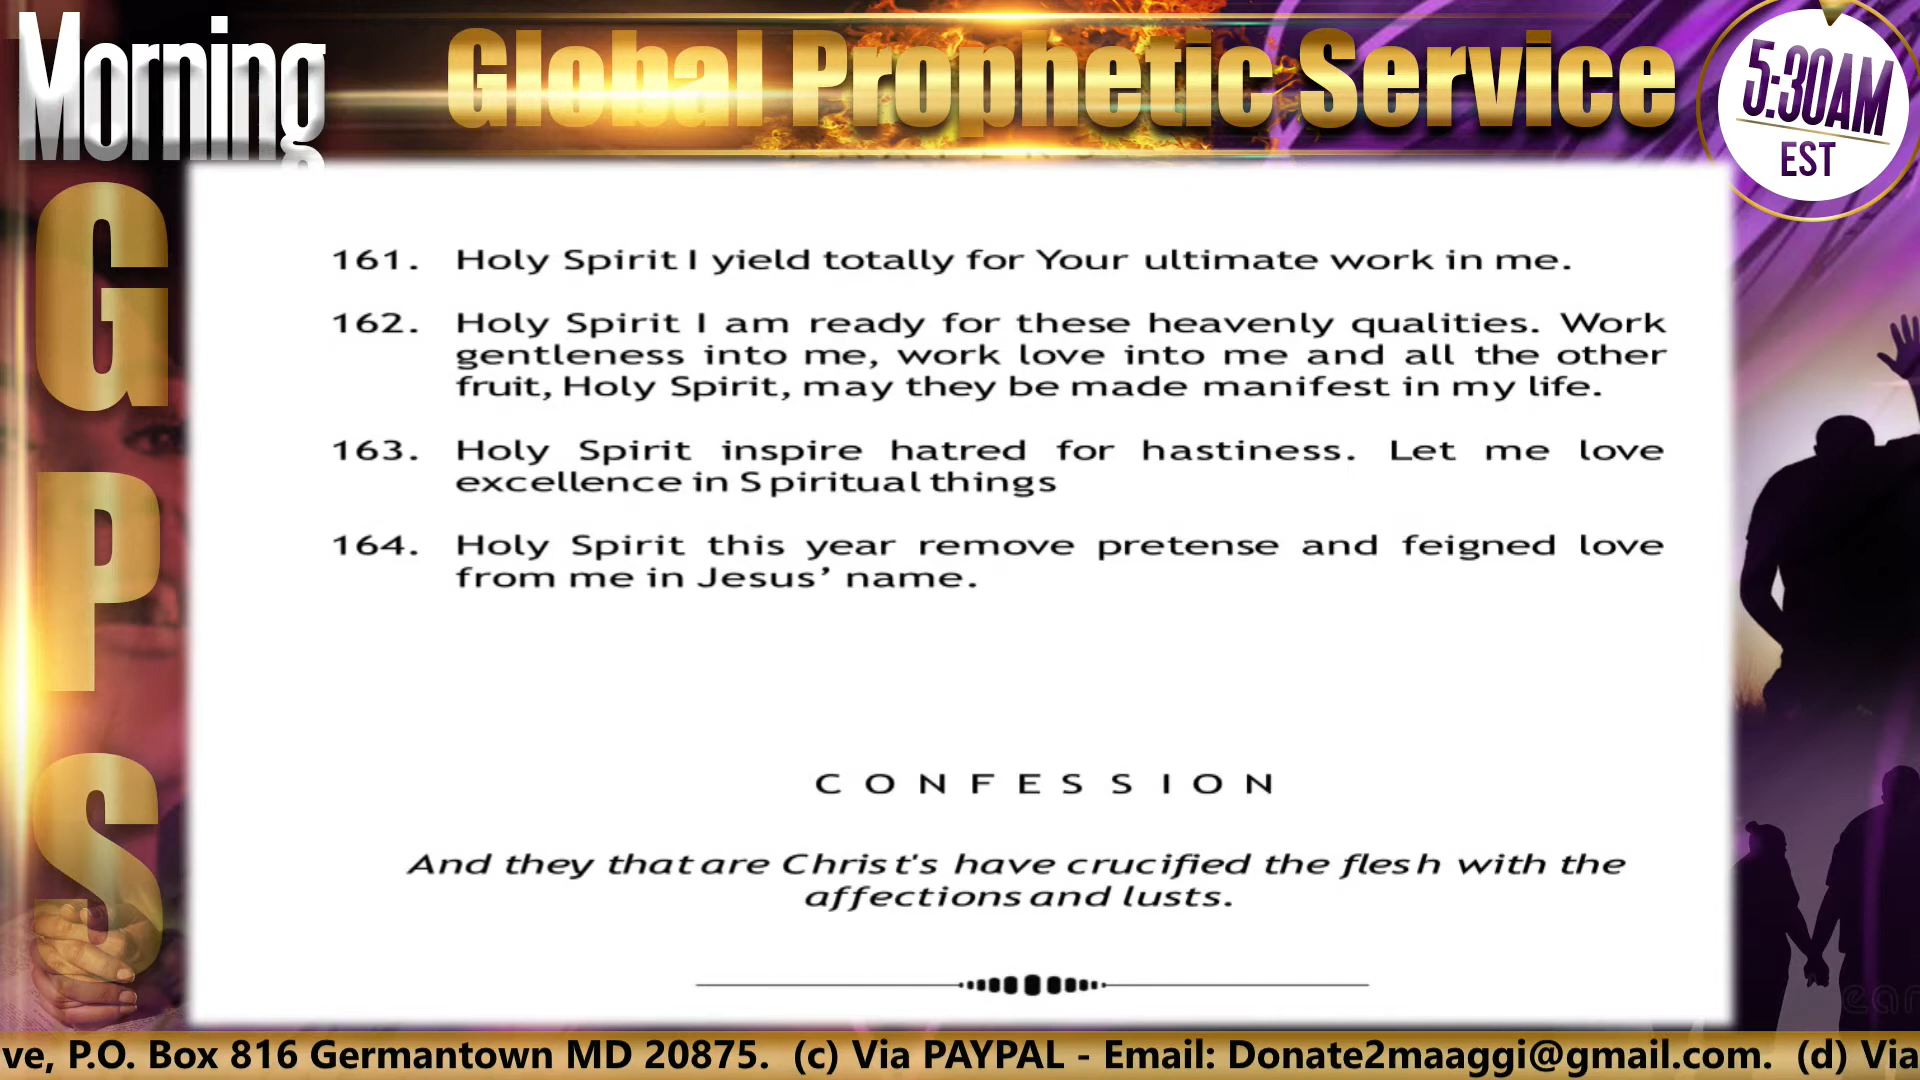 Morning
Global Prophetic Service
5:30AM
EST
G
P
S
161. Holy Spirit I yield totally for Your ultimate work in me.
162. Holy Spirit I am ready for these heavenly qualities. Work
gentleness into me, work love into me and all the other
fruit, Holy Spirit, may they be made manifest in my life.
163. Holy Spirit inspire hatred for hastiness. Let me love
excellence in Spiritual things
164. Holy Spirit this year remove pretense and feigned love
from me in Jesus’ name.
CONFESSION
And they that are Christ's have crucified the flesh with the
affections and lusts.
ve, P.O. Box 816 Germantown MD 20875. (c) Via PAYPAL - Email: Donate2maaggi@gmail.com. (d) Via